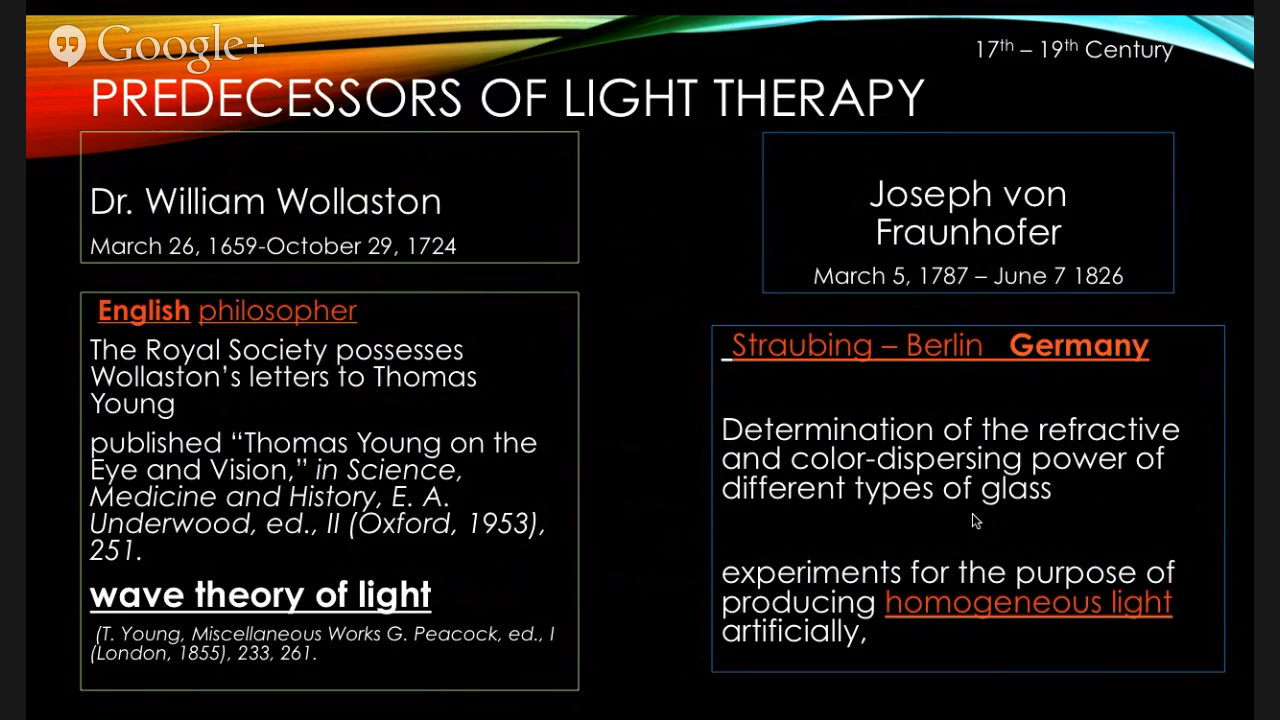 Google+
17th – 19th Century
PREDECESSORS OF LIGHT THERAPY
Dr. William Wollaston
March 26, 1659-October 29, 1724
English philosopher
The Royal Society possesses
Wollaston’s letters to Thomas
Young
published “Thomas Young on the
Eye and Vision,” in Science,
Medicine and History, E. A.
Underwood, ed., II (Oxford, 1953),
251.
wave theory of light
(T. Young, Miscellaneous Works G. Peacock, ed., I
(London, 1855), 233, 261.
Joseph von
Fraunhofer
March 5, 1787 – June 7 1826
Straubing – Berlin Germany
Determination of the refractive
and color-dispersing power of
different types of glass
experiments for the purpose of
producing homogeneous light
artificially,